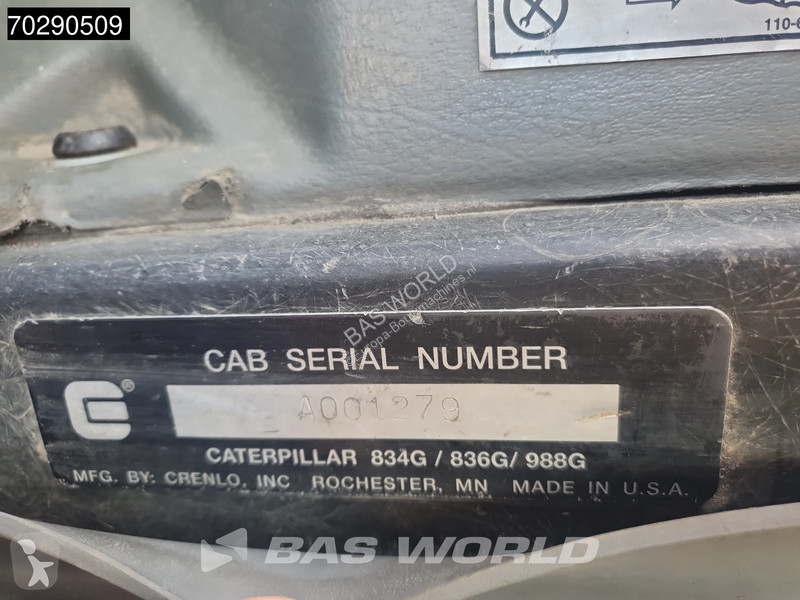 70290509
110-6
BAS WORLD
CAB SERIAL NUMBER
A001279
CATERPILLAR 834G / 836G / 988G
MFG. BY: CRENLO, INC ROCHESTER, MN MADE IN U.S.A.
BAS WORLD